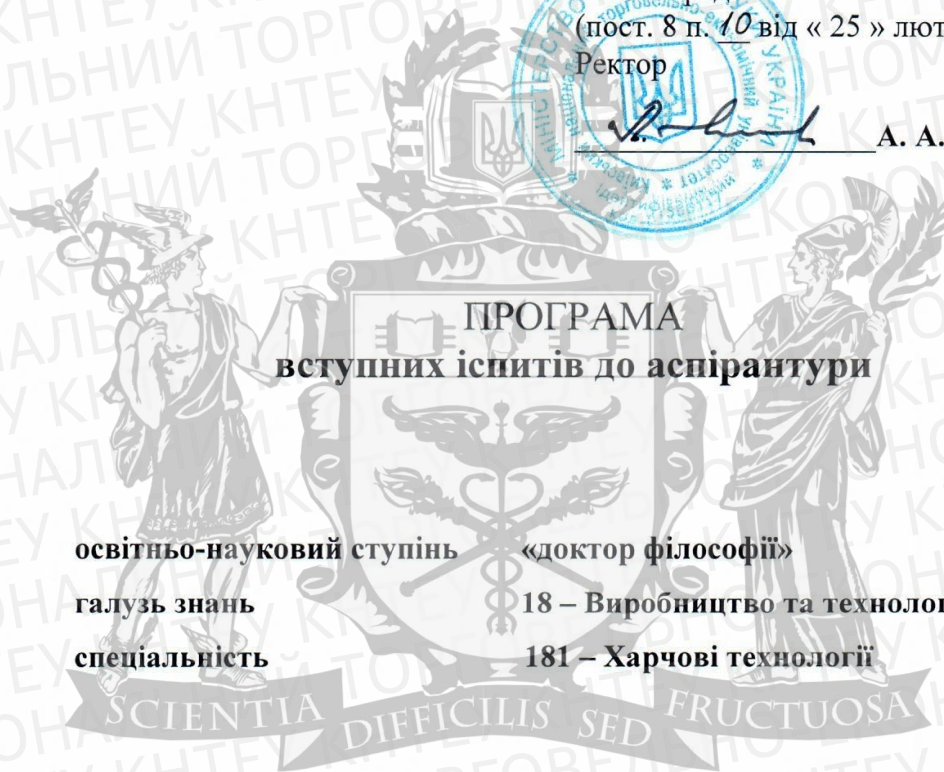 (пост. 8 п. 10 від « 25 » лют
Ректор
А. А.
ПРОГРАМА
вступних іспитів до аспірантури
освітньо-науковий ступінь «доктор філософії»
галузь знань 18 – Виробництво та технолог
спеціальність 181 – Харчові технології
SCIENTIA DIFFICILIS SED FRUCTUOSA